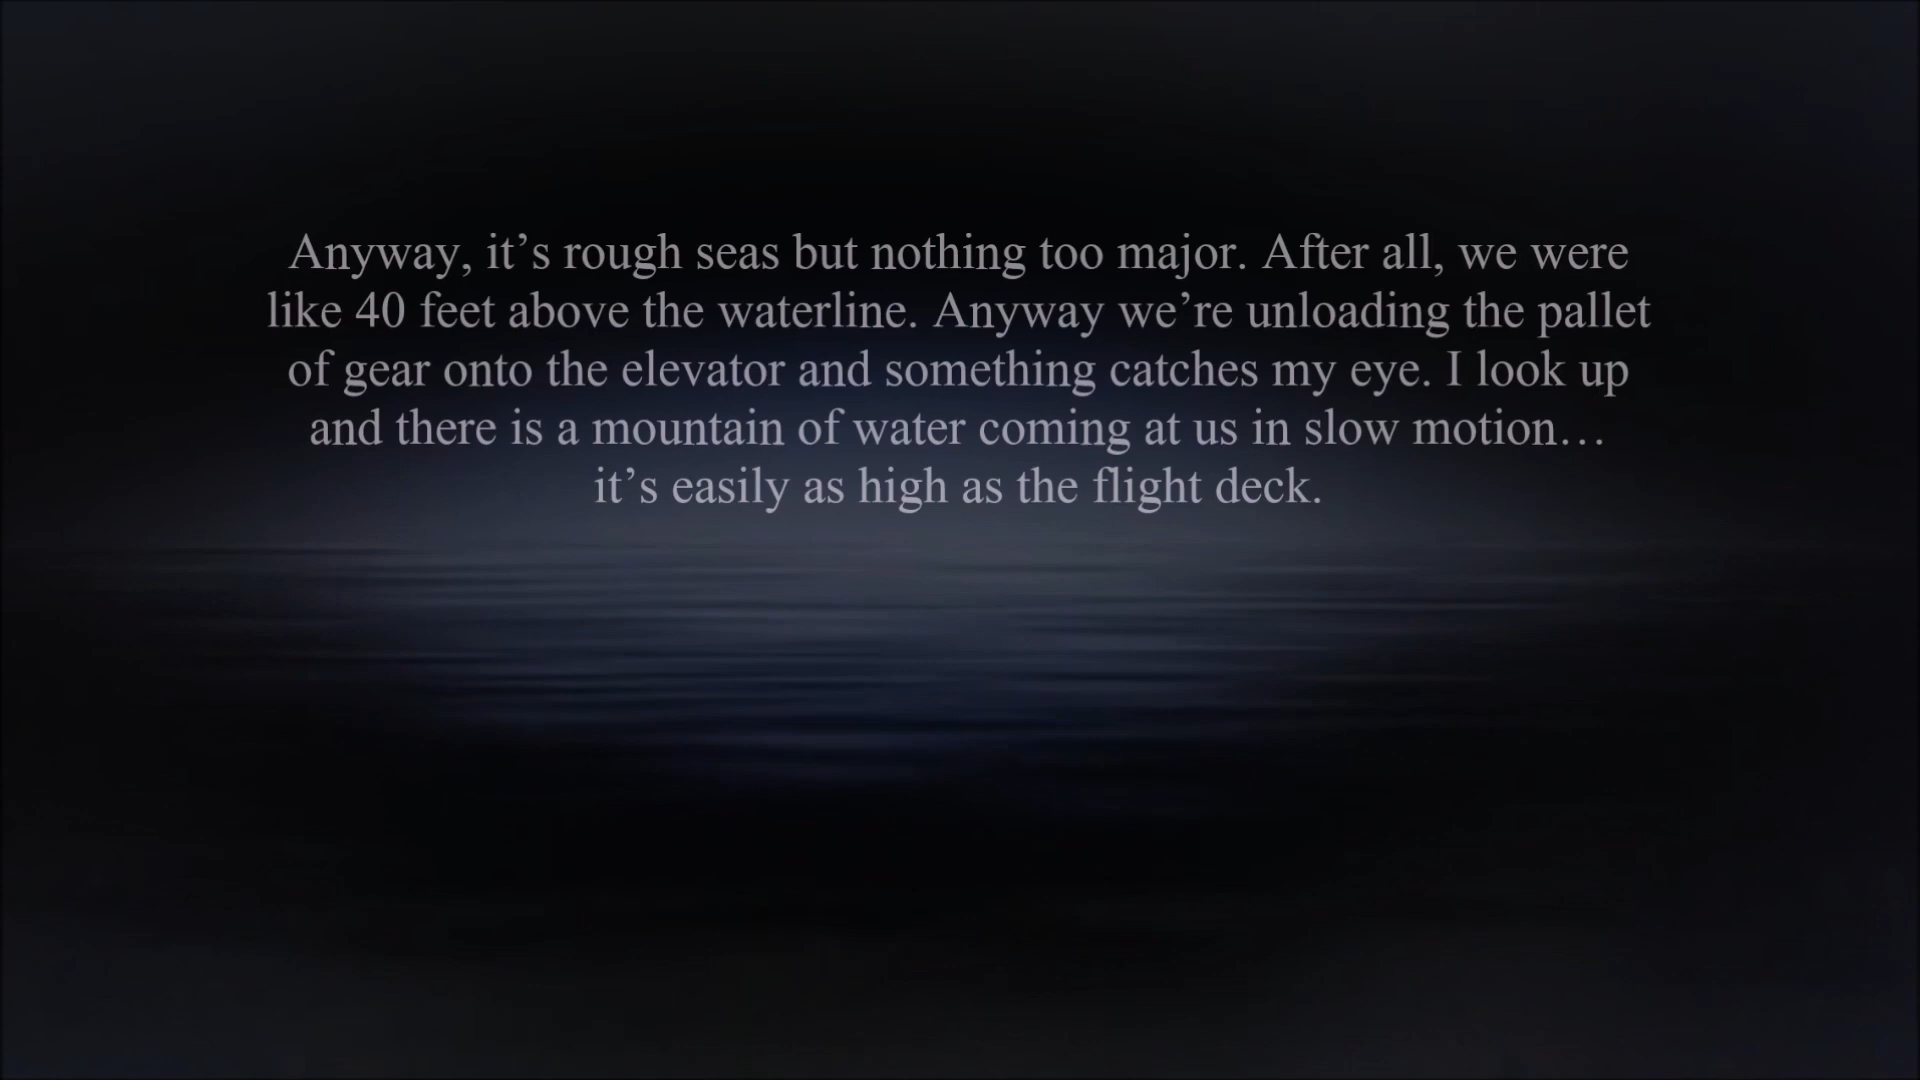 Anyway, it’s rough seas but nothing too major. After all, we were
like 40 feet above the waterline. Anyway we’re unloading the pallet
of gear onto the elevator and something catches my eye. I look up
and there is a mountain of water coming at us in slow motion…
it’s easily as high as the flight deck.